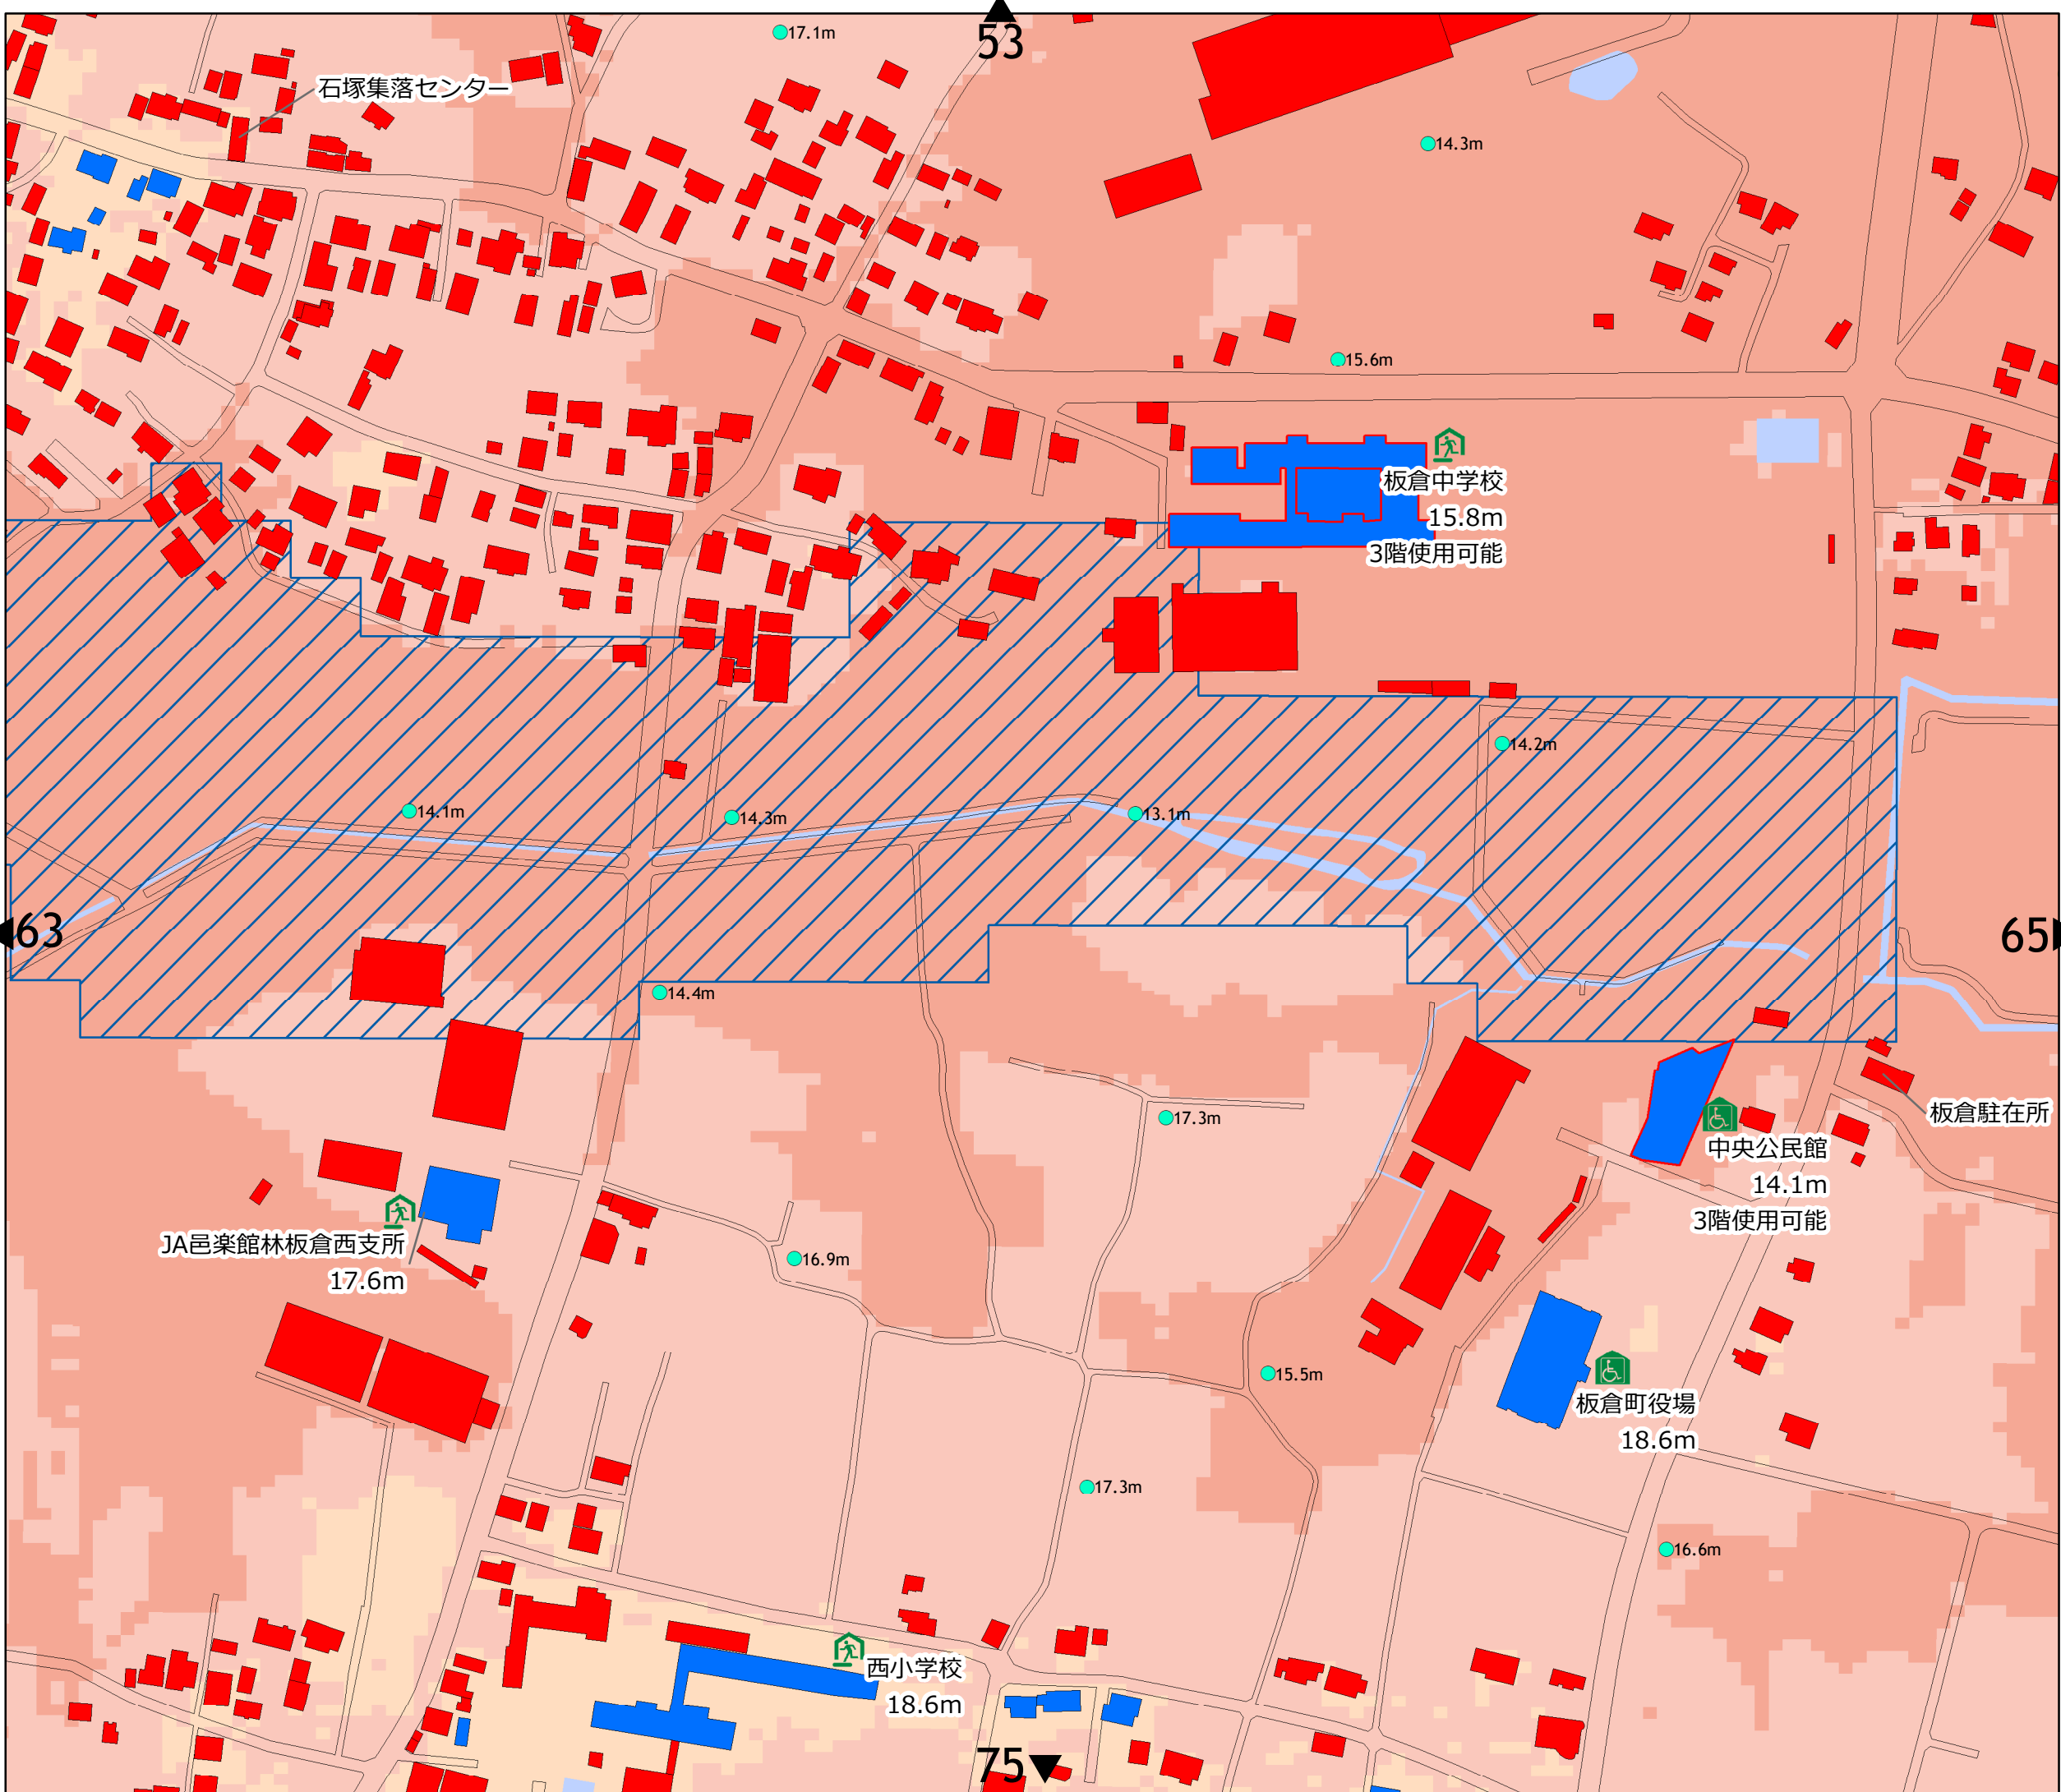 17.1m
53
石塚集落センター
14.3m
15.6m
板倉中学校
15.8m
3階使用可能
14.2m
14.1m
14.3m
13.1m
63
65
14.4m
17.3m
板倉駐在所
中央公民館
14.1m
3階使用可能
JA邑楽館林板倉西支所
17.6m
16.9m
15.5m
板倉町役場
18.6m
17.3m
16.6m
西小学校
18.6m
75